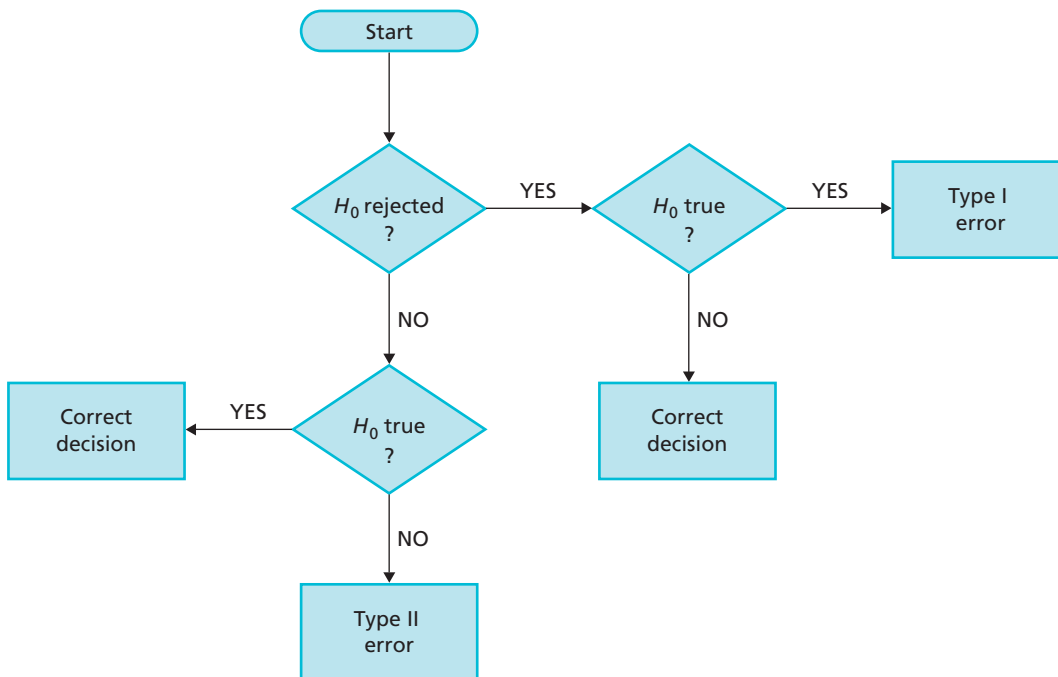 Start
H₀ rejected
?
YES
H₀ true
?
YES
Type I
error
NO
NO
Correct
decision
YES
H₀ true
?
Correct
decision
NO
Type II
error